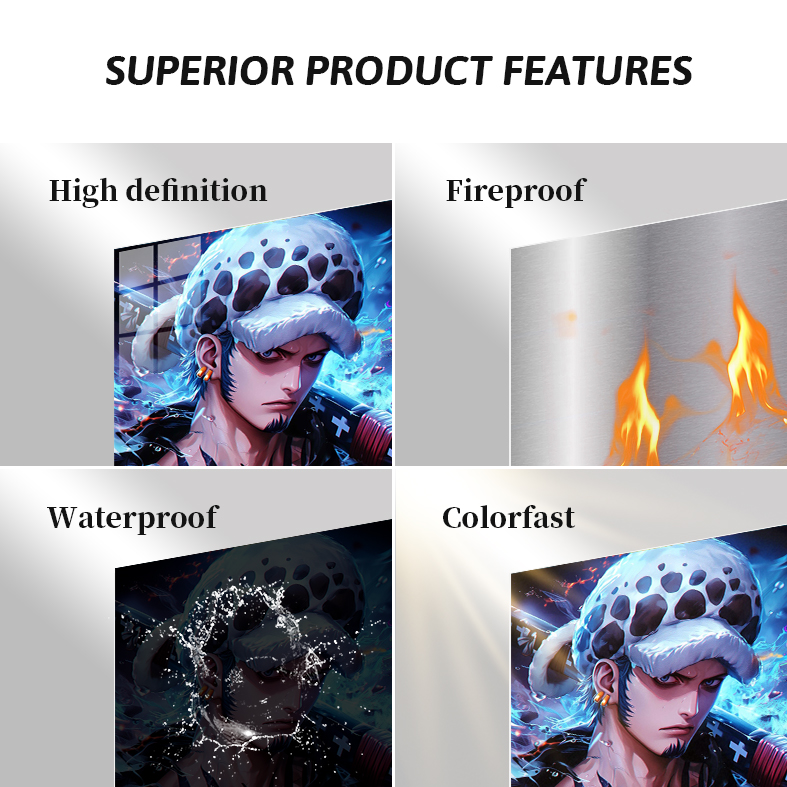 SUPERIOR PRODUCT FEATURES
High definition
Fireproof
Waterproof
Colorfast